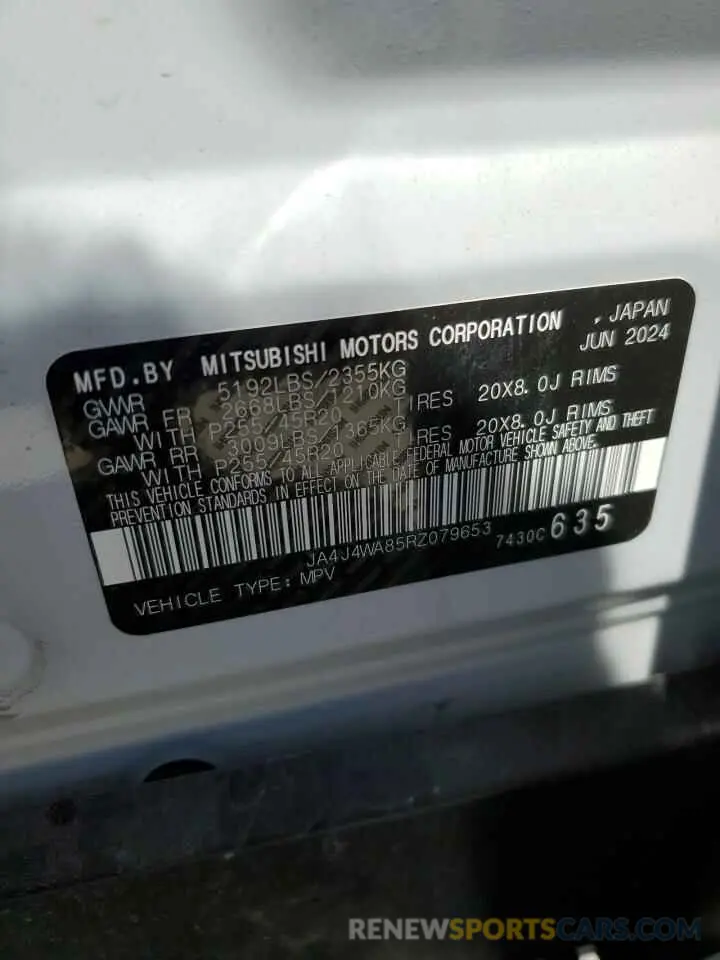 MFD.BY MITSUBISHI MOTORS CORPORATION , JAPAN
JUN 2024
GVWR 5192LBS/2355KG
GAWR FR 2668LBS/1210KG
WITH P255/45R20 TIRES 20X8.0J RIMS
GAWR RR 3009LBS/1365KG
WITH P255/45R20 TIRES 20X8.0J RIMS
THIS VEHICLE CONFORMS TO ALL APPLICABLE FEDERAL MOTOR VEHICLE SAFETY AND THEFT
PREVENTION STANDARDS IN EFFECT ON THE DATE OF MANUFACTURE SHOWN ABOVE.
JA4J4WA85RZ079653 7430C 635
VEHICLE TYPE: MPV
RENEWSPORTSCARS.COM